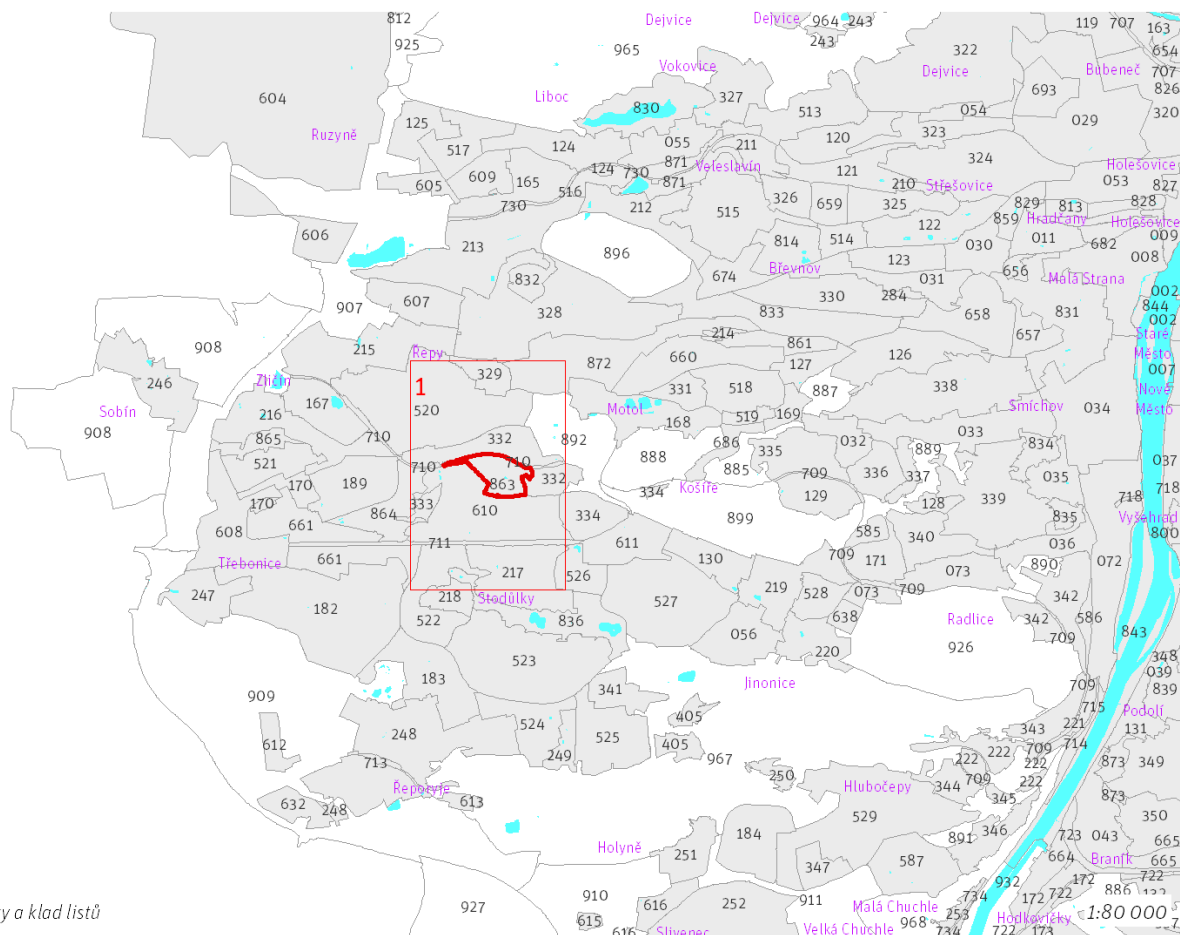 812 Dejvice Dejvice 964 243 119 707 163
925 965 243 322 654
Vokovice Dejvice Bubeneč 707
604 Liboc 327 693 826
830 513 054 029 320
Ruzyně 125 517 124 055 211 120 323
124 730 871 Veleslavín 121 324 Holešovice
605 609 165 516 871 210 Střešovice 053 827
730 212 515 326 659 325 829 813 828
606 213 122 859 Hradčany Holešovice
896 814 514 030 011 682 009
832 674 Břevnov 123 656 008
907 607 031 Malá Strana
328 330 284 002
833 658 831 844
908 215 214 657 002
Řepy 660 861 126 Staré
246 Zličín 1 329 872 127 Město
167 331 518 887 338 007
Sobín 216 520 Motol 519 169 Smíchov 034 Nové
908 865 710 332 892 168 686 335 032 033 Město
521 710 710 888 885 889 834
170 189 863 332 334 Košíře 709 336 337 035 037
170 333 129 128 339 718 718
608 661 864 610 334 899 585 835 Vyšehrad
711 611 709 340 036 800
Třebonice 661 130 171 890 072
217 526 219 073
247 182 218 Stodůlky 527 528 073 709 342
522 836 056 638 Radlice 342 586
523 220 926 709 843
183 Jinonice 348
909 341 709 039
248 524 405 715 839
612 249 525 405 967 343 221 Podolí
713 222 222 709 714 131
Řeporyje 250 222 873 349
632 248 613 Hlubočepy 344 709 222
529 345 873
184 891 346 350
Holyně 251 347 587 723 043 665
664 Braník 665
910 932 172 722
927 616 252 911 Malá Chuchle 734 172 722 886 132
y a klad listů 615 253 Hodkovičky 1:80 000
616 Slivenec Velká Chuchle 968 734 722 173